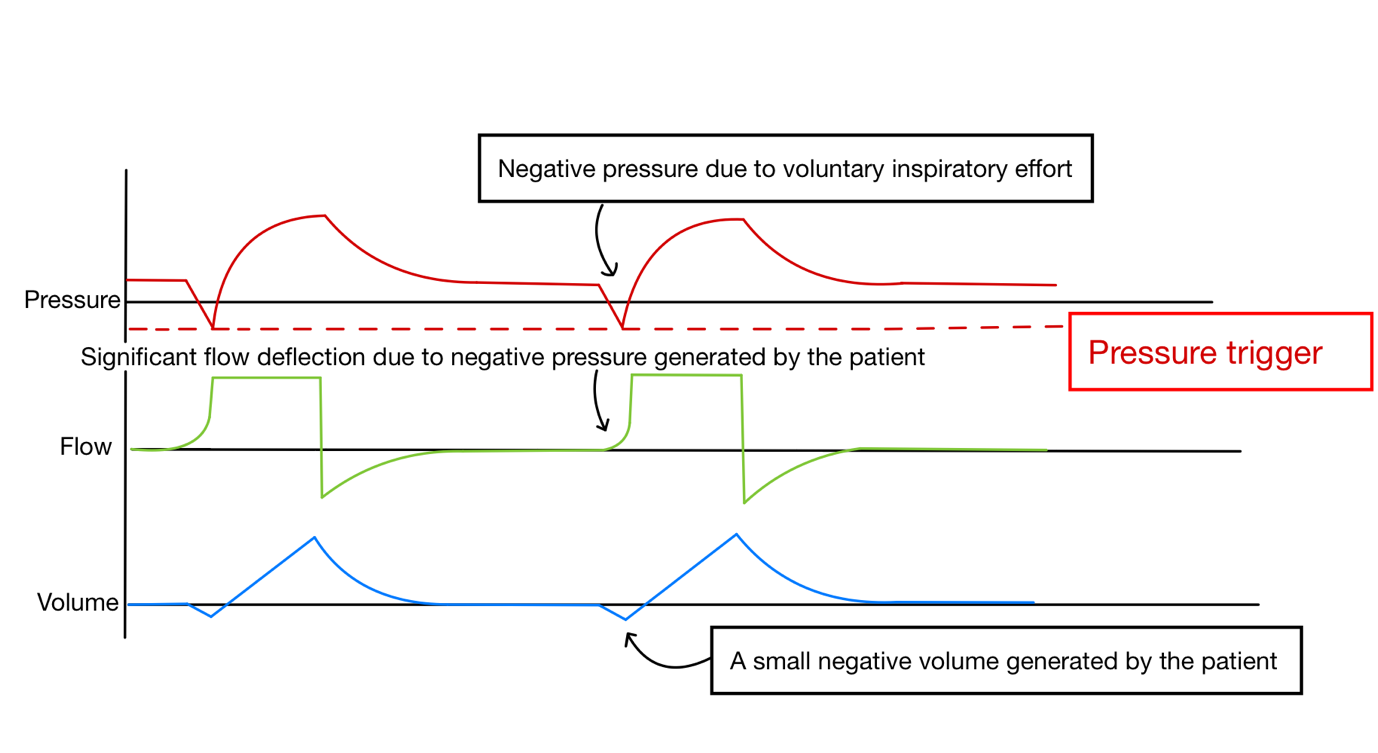 Negative pressure due to voluntary inspiratory effort
Pressure
Pressure trigger
Significant flow deflection due to negative pressure generated by the patient
Flow
Volume
A small negative volume generated by the patient